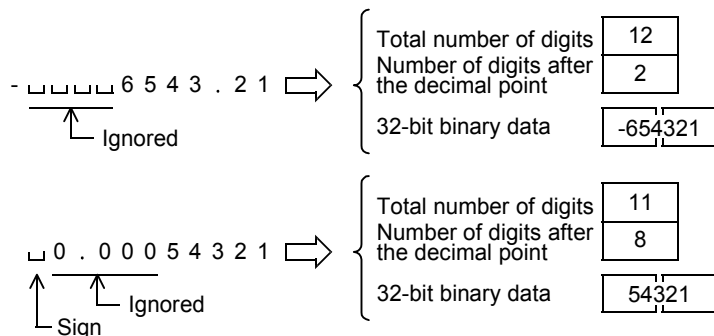 Total number of digits 12
Number of digits after
the decimal point 2
- ␣␣␣␣6543.21
32-bit binary data -654321
Ignored
Total number of digits 11
Number of digits after
the decimal point 8
␣0.00054321
32-bit binary data 54321
Ignored
Sign